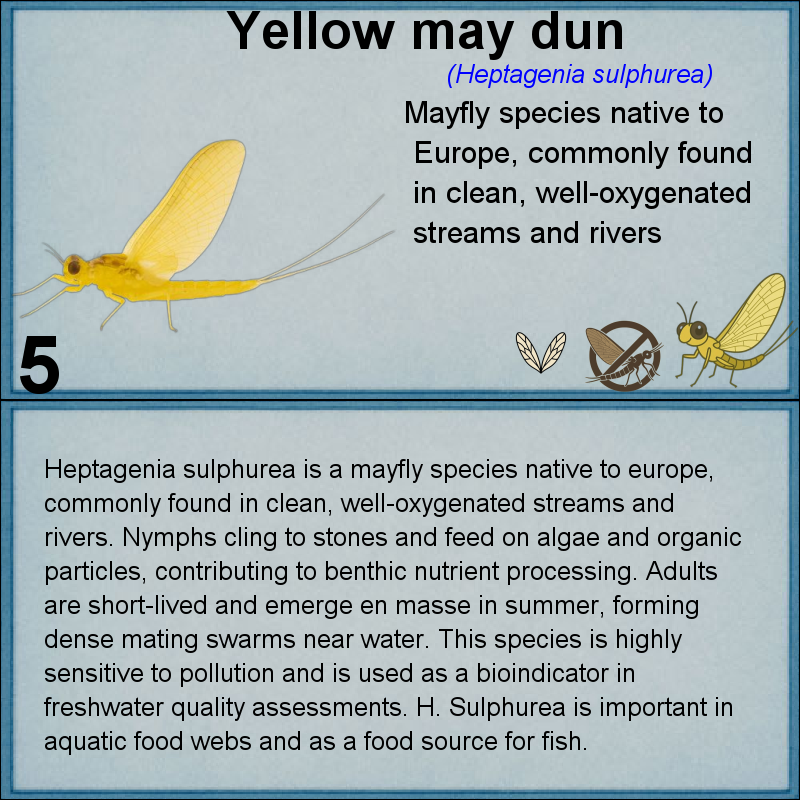 Yellow may dun
(Heptagenia sulphurea)
Mayfly species native to
Europe, commonly found
in clean, well-oxygenated
streams and rivers
5
Heptagenia sulphurea is a mayfly species native to europe,
commonly found in clean, well-oxygenated streams and
rivers. Nymphs cling to stones and feed on algae and organic
particles, contributing to benthic nutrient processing. Adults
are short-lived and emerge en masse in summer, forming
dense mating swarms near water. This species is highly
sensitive to pollution and is used as a bioindicator in
freshwater quality assessments. H. Sulphurea is important in
aquatic food webs and as a food source for fish.